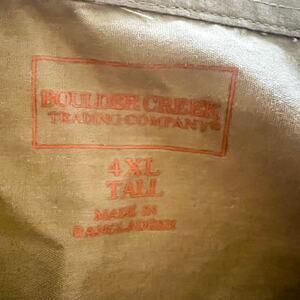 BOULDER CREEK
TRADING COMPANY®
4XL
TALL
MADE IN
BANGLADESH